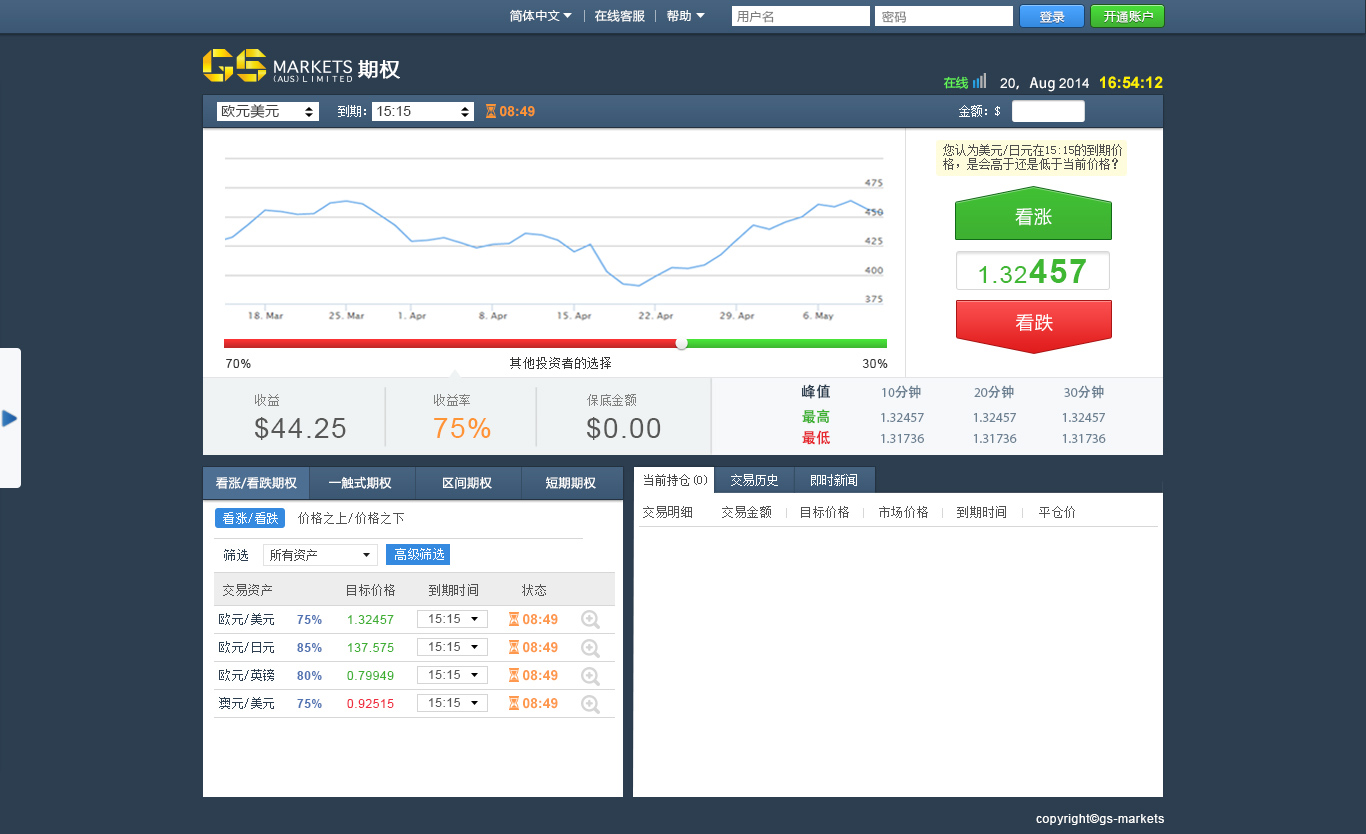 简体中文 在线客服 帮助 用户名 密码 登录 开通账户
GS MARKETS (AUS) LIMITED 期权
在线 20, Aug 2014 16:54:12
欧元美元 到期: 15:15 08:49 金额: $
您认为美元/日元在15:15的到期价
格，是会高于还是低于当前价格?
看涨
1.32457
看跌
475
450
425
400
375
18. Mar 25. Mar 1. Apr 8. Apr 15. Apr 22. Apr 29. Apr 6. May
70% 其他投资者的选择 30%
收益 收益率 保底金额
$44.25 75% $0.00
峰值 10分钟 20分钟 30分钟
最高 1.32457 1.32457 1.32457
最低 1.31736 1.31736 1.31736
看涨/看跌期权 一触式期权 区间期权 短期期权
看涨/看跌 价格之上/价格之下
筛选 所有资产 高级筛选
交易资产 目标价格 到期时间 状态
欧元/美元 75% 1.32457 15:15 08:49
欧元/日元 85% 137.575 15:15 08:49
欧元/英镑 80% 0.79949 15:15 08:49
澳元/美元 75% 0.92515 15:15 08:49
当前持仓(0) 交易历史 即时新闻
交易明细 交易金额 目标价格 市场价格 到期时间 平仓价
copyright©gs-markets